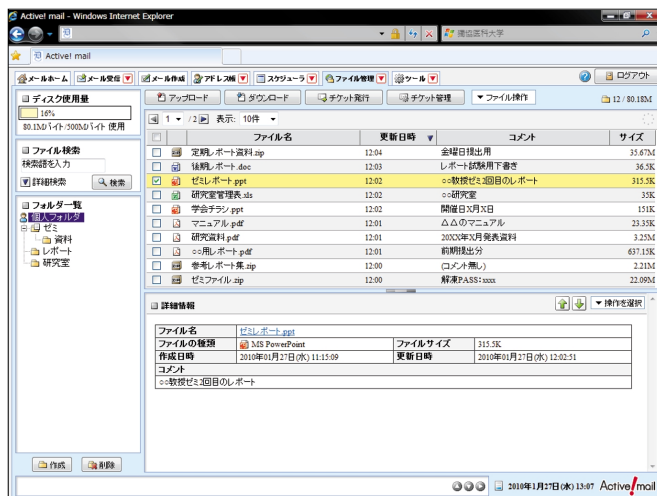 Active! mail - Windows Internet Explorer
獨協医科大学
Active! mail
メールホーム メール受信 メール作成 アドレス帳 スケジューラ ファイル管理 ツール ログアウト
ディスク使用量
16%
80.1Mバイト/500Mバイト 使用
ファイル検索
検索語を入力
詳細検索 検索
フォルダ一覧
個人フォルダ
ゼミ
資料
レポート
研究室
作成 削除
アップロード ダウンロード チケット発行 チケット管理 ▼ファイル操作 12 / 80.18M
1 /2 表示: 10件
ファイル名 更新日時 ▼ コメント サイズ
定期レポート資料.zip 12:04 金曜日提出用 35.67M
後期レポート.doc 12:03 レポート試験用下書き 36.5K
ゼミレポート.ppt 12:02 ○○教授ゼミ2回目のレポート 315.5K
研究室管理表.xls 12:02 ○○研究室 35K
学会チラシ.ppt 12:02 開催日X月X日 151K
マニュアル.pdf 12:01 △△のマニュアル 23.35K
研究資料.pdf 12:01 20XX年X月発表資料 3.25M
○○用レポート.pdf 12:01 前期提出分 637.15K
参考レポート集.zip 12:00 (コメント無し) 2.21M
ゼミファイル.zip 12:00 解凍PASS:xxxx 22.09M
詳細情報 ▼操作を選択
ファイル名 ゼミレポート.ppt
ファイルの種類 MS PowerPoint ファイルサイズ 315.5K
作成日時 2010年01月27日(水) 11:15:09 更新日時 2010年01月27日(水) 12:02:51
コメント
○○教授ゼミ2回目のレポート
2010年1月27日(水) 13:07 Active! mail